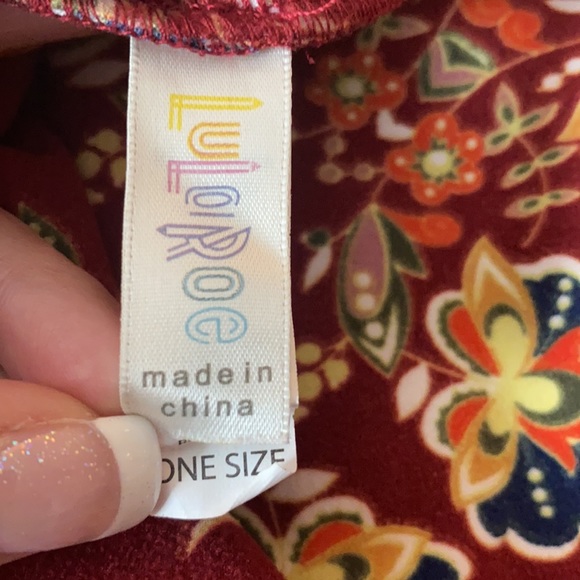 LuLaRoe
made in
china
ONE SIZE